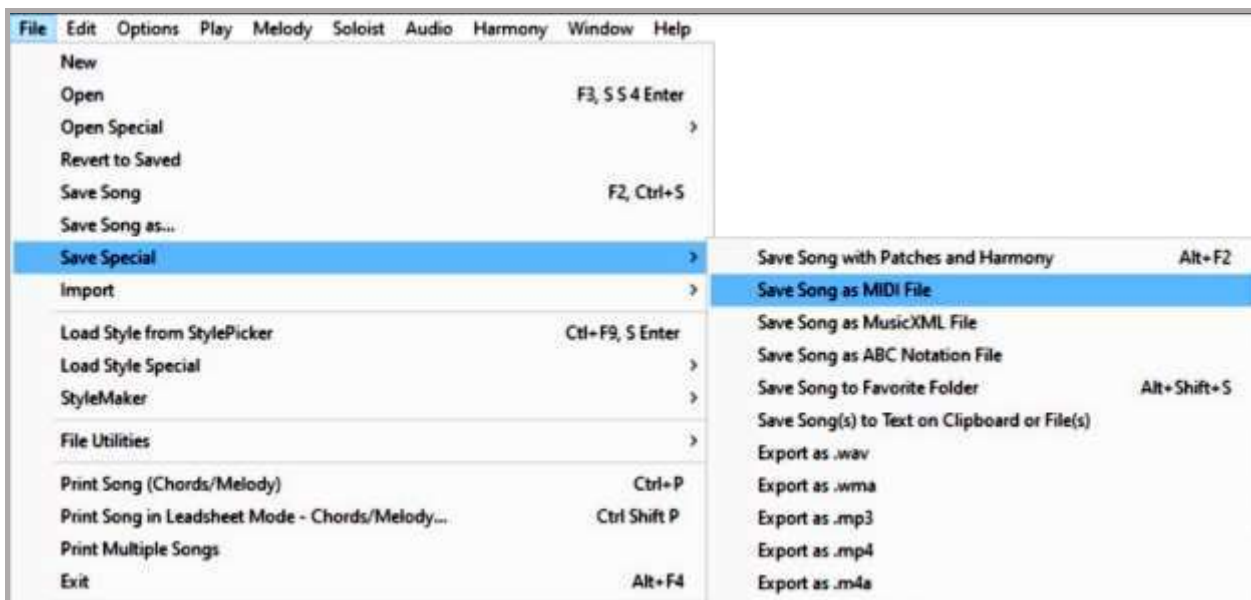 File Edit Options Play Melody Soloist Audio Harmony Window Help
New
Open F3, S S 4 Enter
Open Special >
Revert to Saved
Save Song F2, Ctrl+S
Save Song as...
Save Special >
Import >
Load Style from StylePicker Ctl+F9, S Enter
Load Style Special >
StyleMaker >
File Utilities >
Print Song (Chords/Melody) Ctrl+P
Print Song in Leadsheet Mode - Chords/Melody... Ctrl Shift P
Print Multiple Songs
Exit Alt+F4
Save Song with Patches and Harmony Alt+F2
Save Song as MIDI File
Save Song as MusicXML File
Save Song as ABC Notation File
Save Song to Favorite Folder Alt+Shift+S
Save Song(s) to Text on Clipboard or File(s)
Export as .wav
Export as .wma
Export as .mp3
Export as .mp4
Export as .m4a